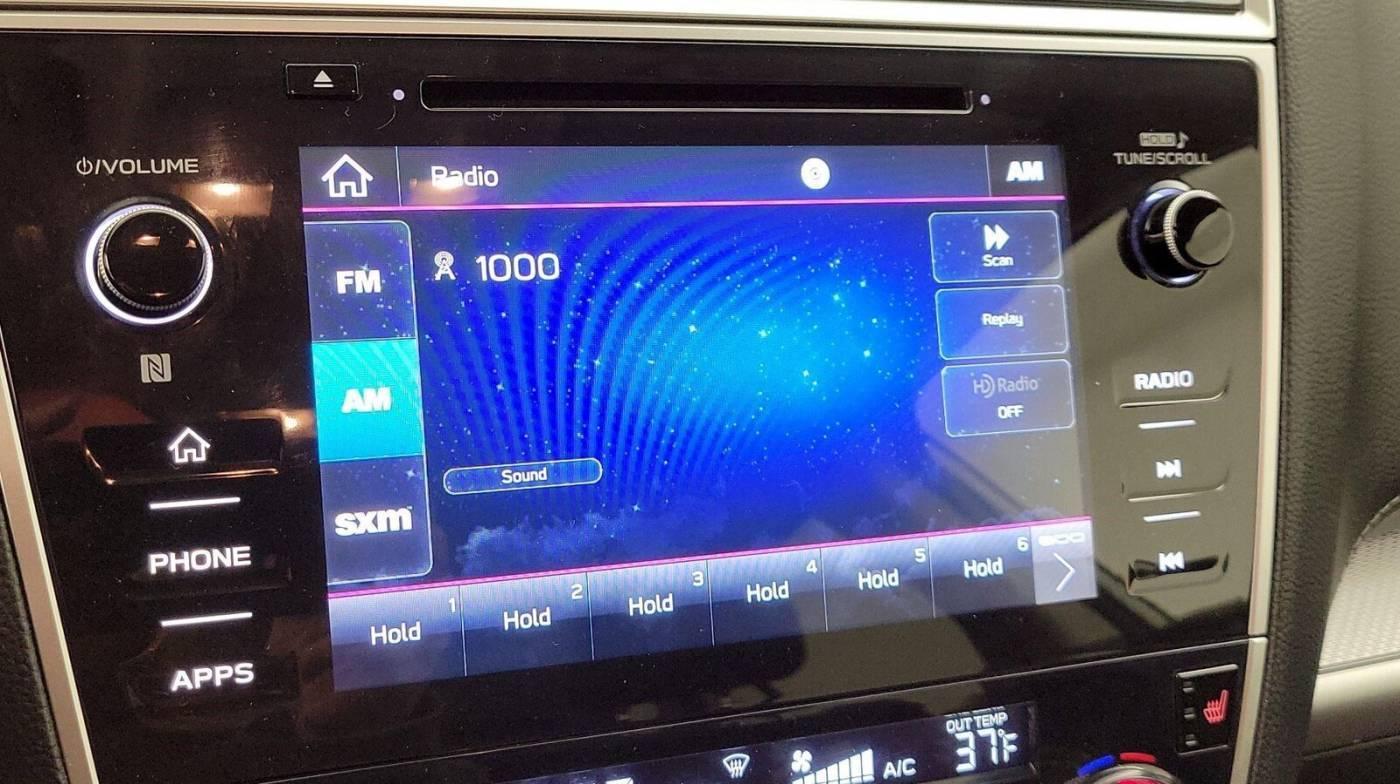 ⏻/VOLUME
HOLD
TUNE/SCROLL
Radio
AM
FM
AM
sxm
1000
Scan
Replay
HD Radio
OFF
Sound
RADIO
PHONE
APPS
1
Hold
2
Hold
3
Hold
4
Hold
5
Hold
6
Hold
OUT TEMP
37°F
A/C